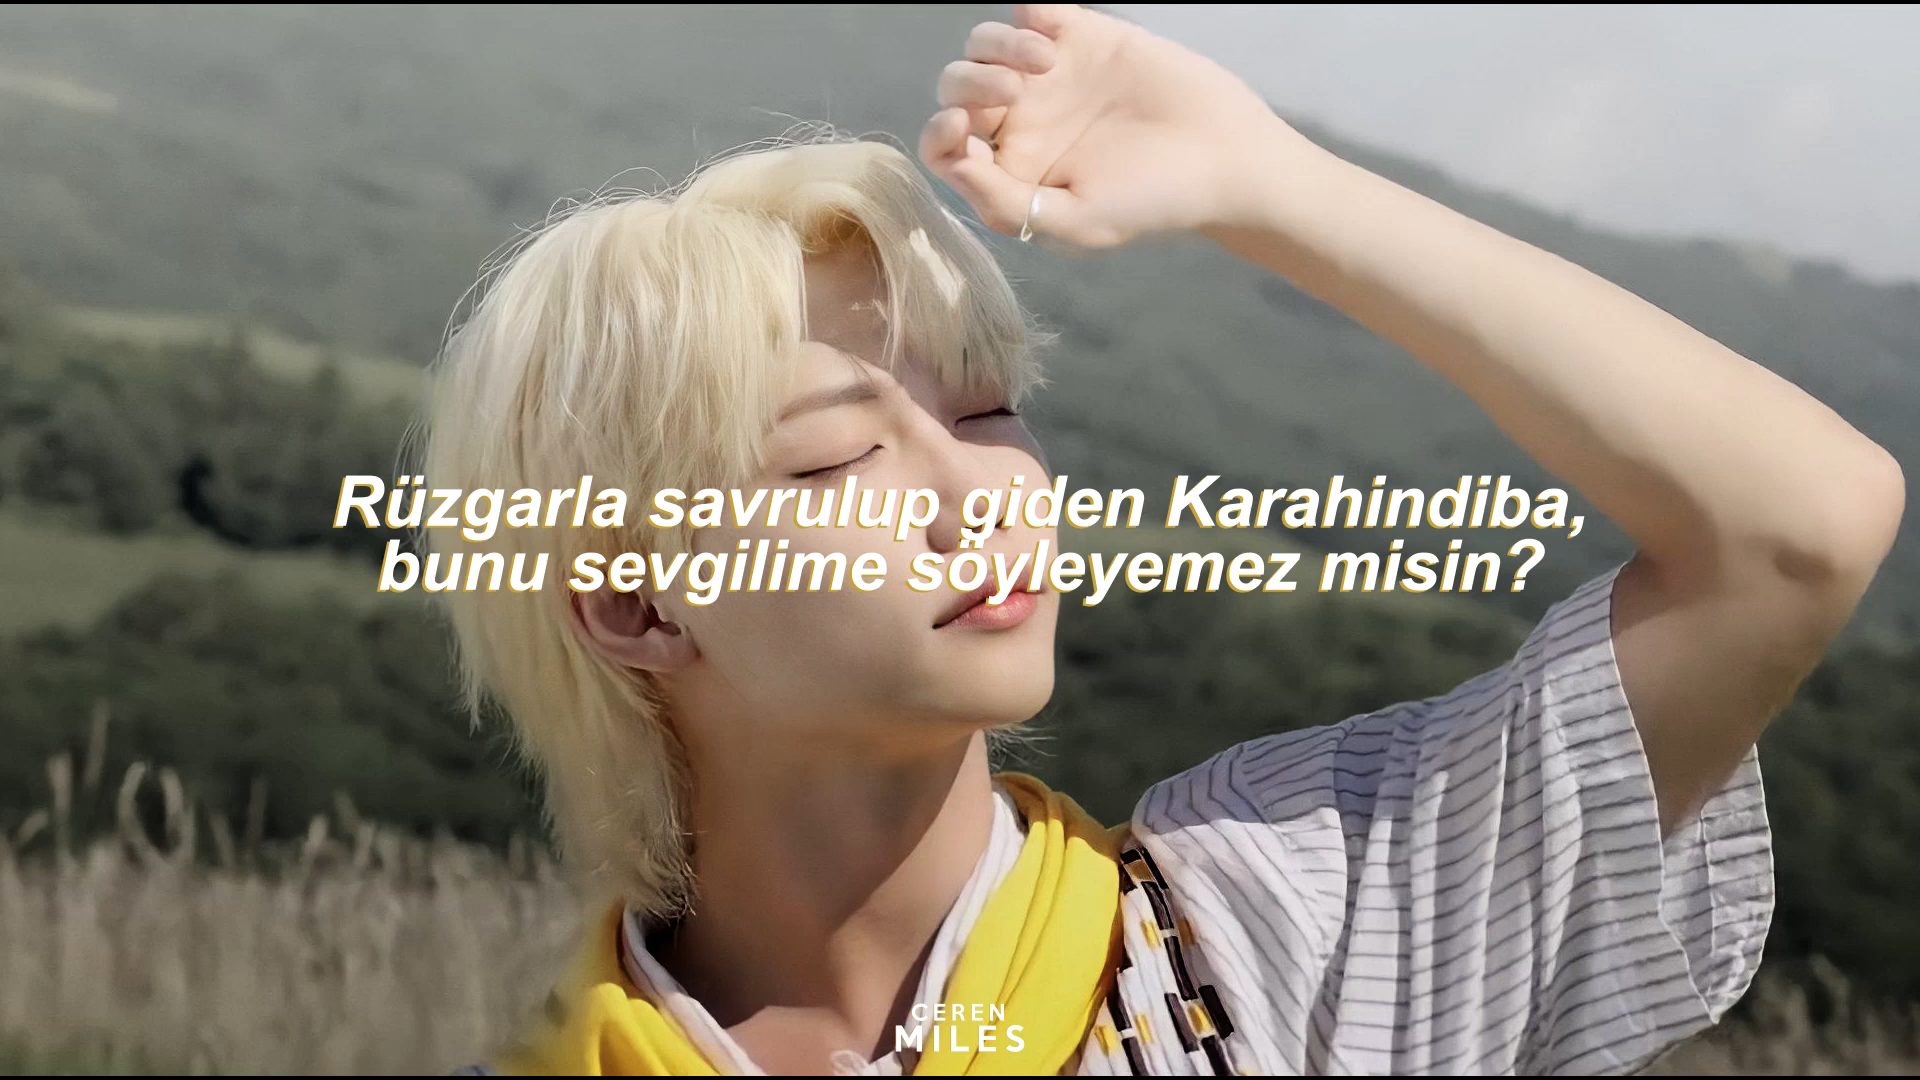 Rüzgarla savrulup giden Karahindiba,
bunu sevgilime söyleyemez misin?
CEREN
MILES